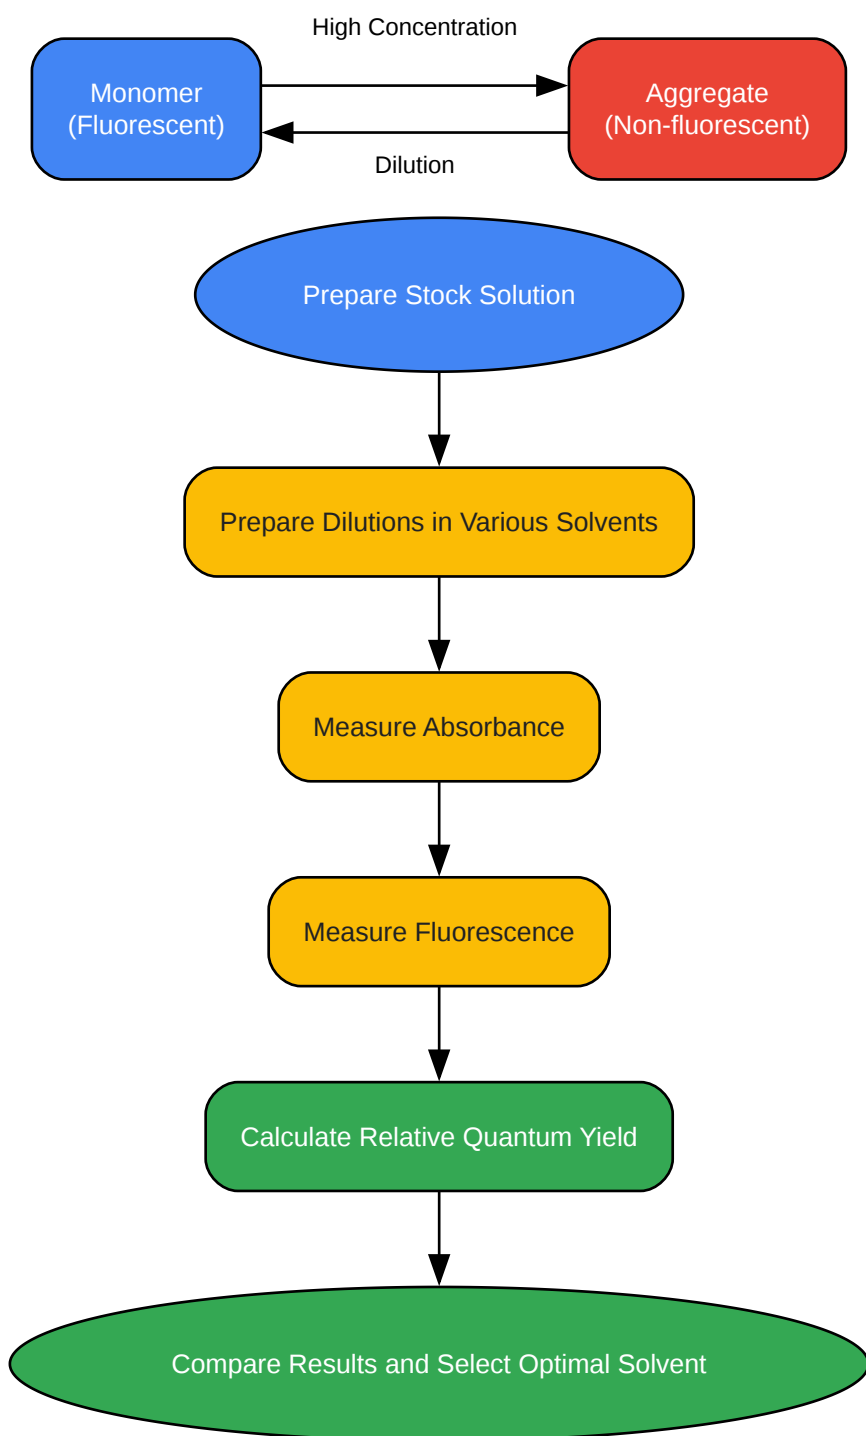 High Concentration
Monomer
(Fluorescent)
Aggregate
(Non-fluorescent)
Dilution
Prepare Stock Solution
Prepare Dilutions in Various Solvents
Measure Absorbance
Measure Fluorescence
Calculate Relative Quantum Yield
Compare Results and Select Optimal Solvent